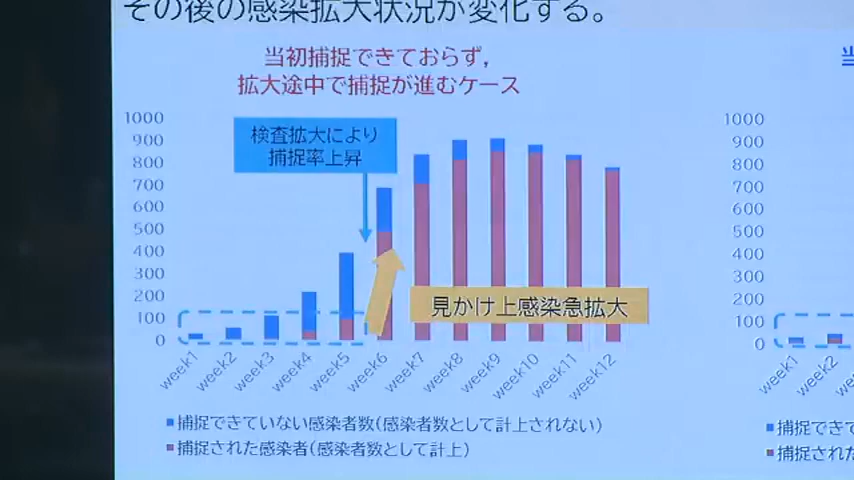 その後の感染拡大状況が変化する。
当初捕捉できておらず，
拡大途中で捕捉が進むケース
当
1000
900
800
700
600
500
400
300
200
100
0
検査拡大により
捕捉率上昇
見かけ上感染急拡大
week1
week2
week3
week4
week5
week6
week7
week8
week9
week10
week11
week12
捕捉できていない感染者数(感染者数として計上されない)
捕捉された感染者(感染者数として計上)
1000
900
800
700
600
500
400
300
200
100
0
week1
week2
捕捉できて
捕捉された